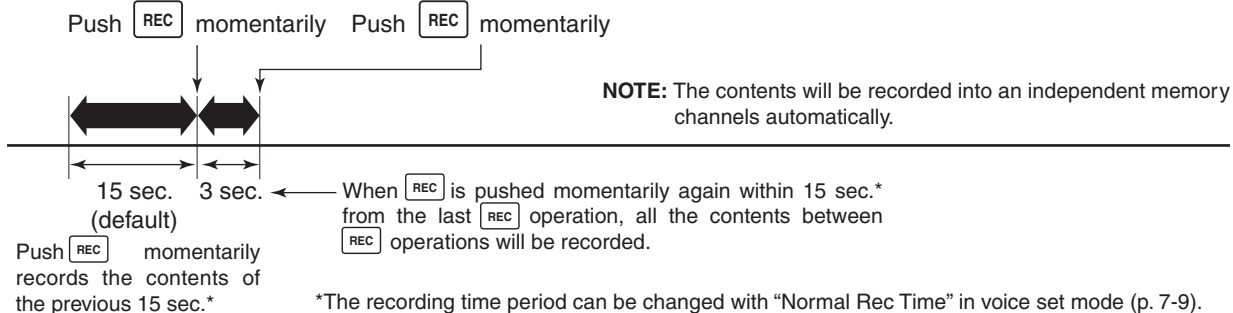 Push REC momentarily Push REC momentarily
NOTE: The contents will be recorded into an independent memory
channels automatically.
15 sec. 3 sec.
(default)
Push REC momentarily
records the contents of
the previous 15 sec.*
When REC is pushed momentarily again within 15 sec.*
from the last REC operation, all the contents between
REC operations will be recorded.
*The recording time period can be changed with “Normal Rec Time” in voice set mode (p. 7-9).